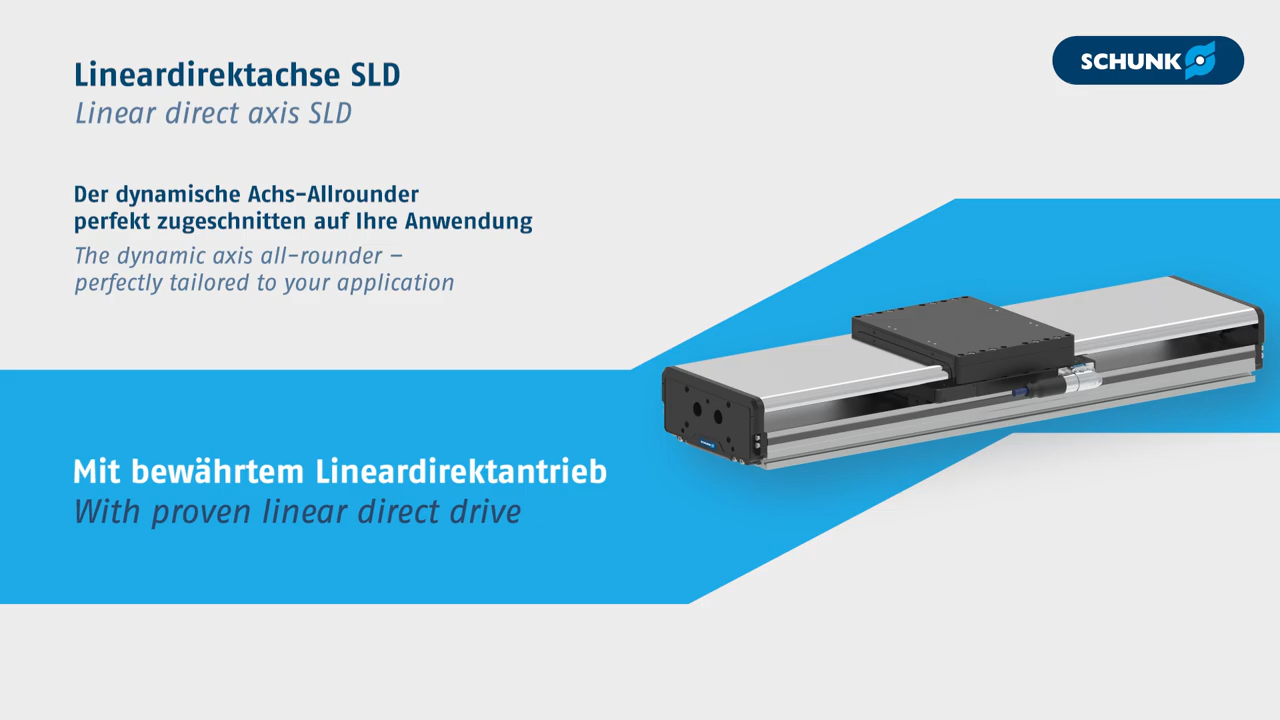 Lineardirektachse SLD
Linear direct axis SLD
SCHUNK
Der dynamische Achs-Allrounder
perfekt zugeschnitten auf Ihre Anwendung
The dynamic axis all-rounder –
perfectly tailored to your application
Mit bewährtem Lineardirektantrieb
With proven linear direct drive
SCHUNK